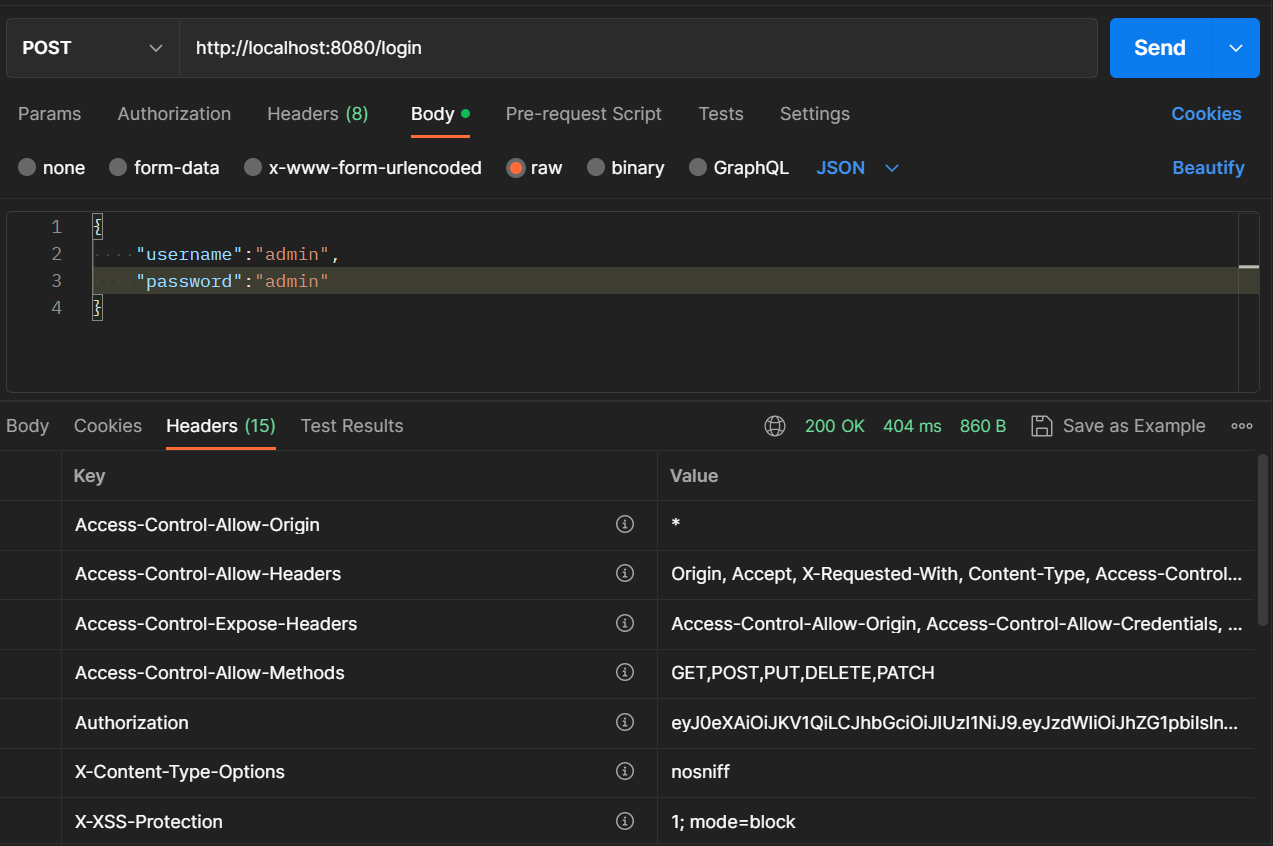 POST http://localhost:8080/login Send
Params Authorization Headers (8) Body Pre-request Script Tests Settings Cookies
none form-data x-www-form-urlencoded raw binary GraphQL JSON Beautify
1 {
2 "username":"admin",
3 "password":"admin"
4 }
Body Cookies Headers (15) Test Results 200 OK 404 ms 860 B Save as Example
Key Value
Access-Control-Allow-Origin *
Access-Control-Allow-Headers Origin, Accept, X-Requested-With, Content-Type, Access-Control...
Access-Control-Expose-Headers Access-Control-Allow-Origin, Access-Control-Allow-Credentials, ...
Access-Control-Allow-Methods GET,POST,PUT,DELETE,PATCH
Authorization eyJ0eXAiOiJKV1QiLCJhbGciOiJIUzI1NiJ9.eyJzdWIiOiJhZG1pbiIsIn...
X-Content-Type-Options nosniff
X-XSS-Protection 1; mode=block